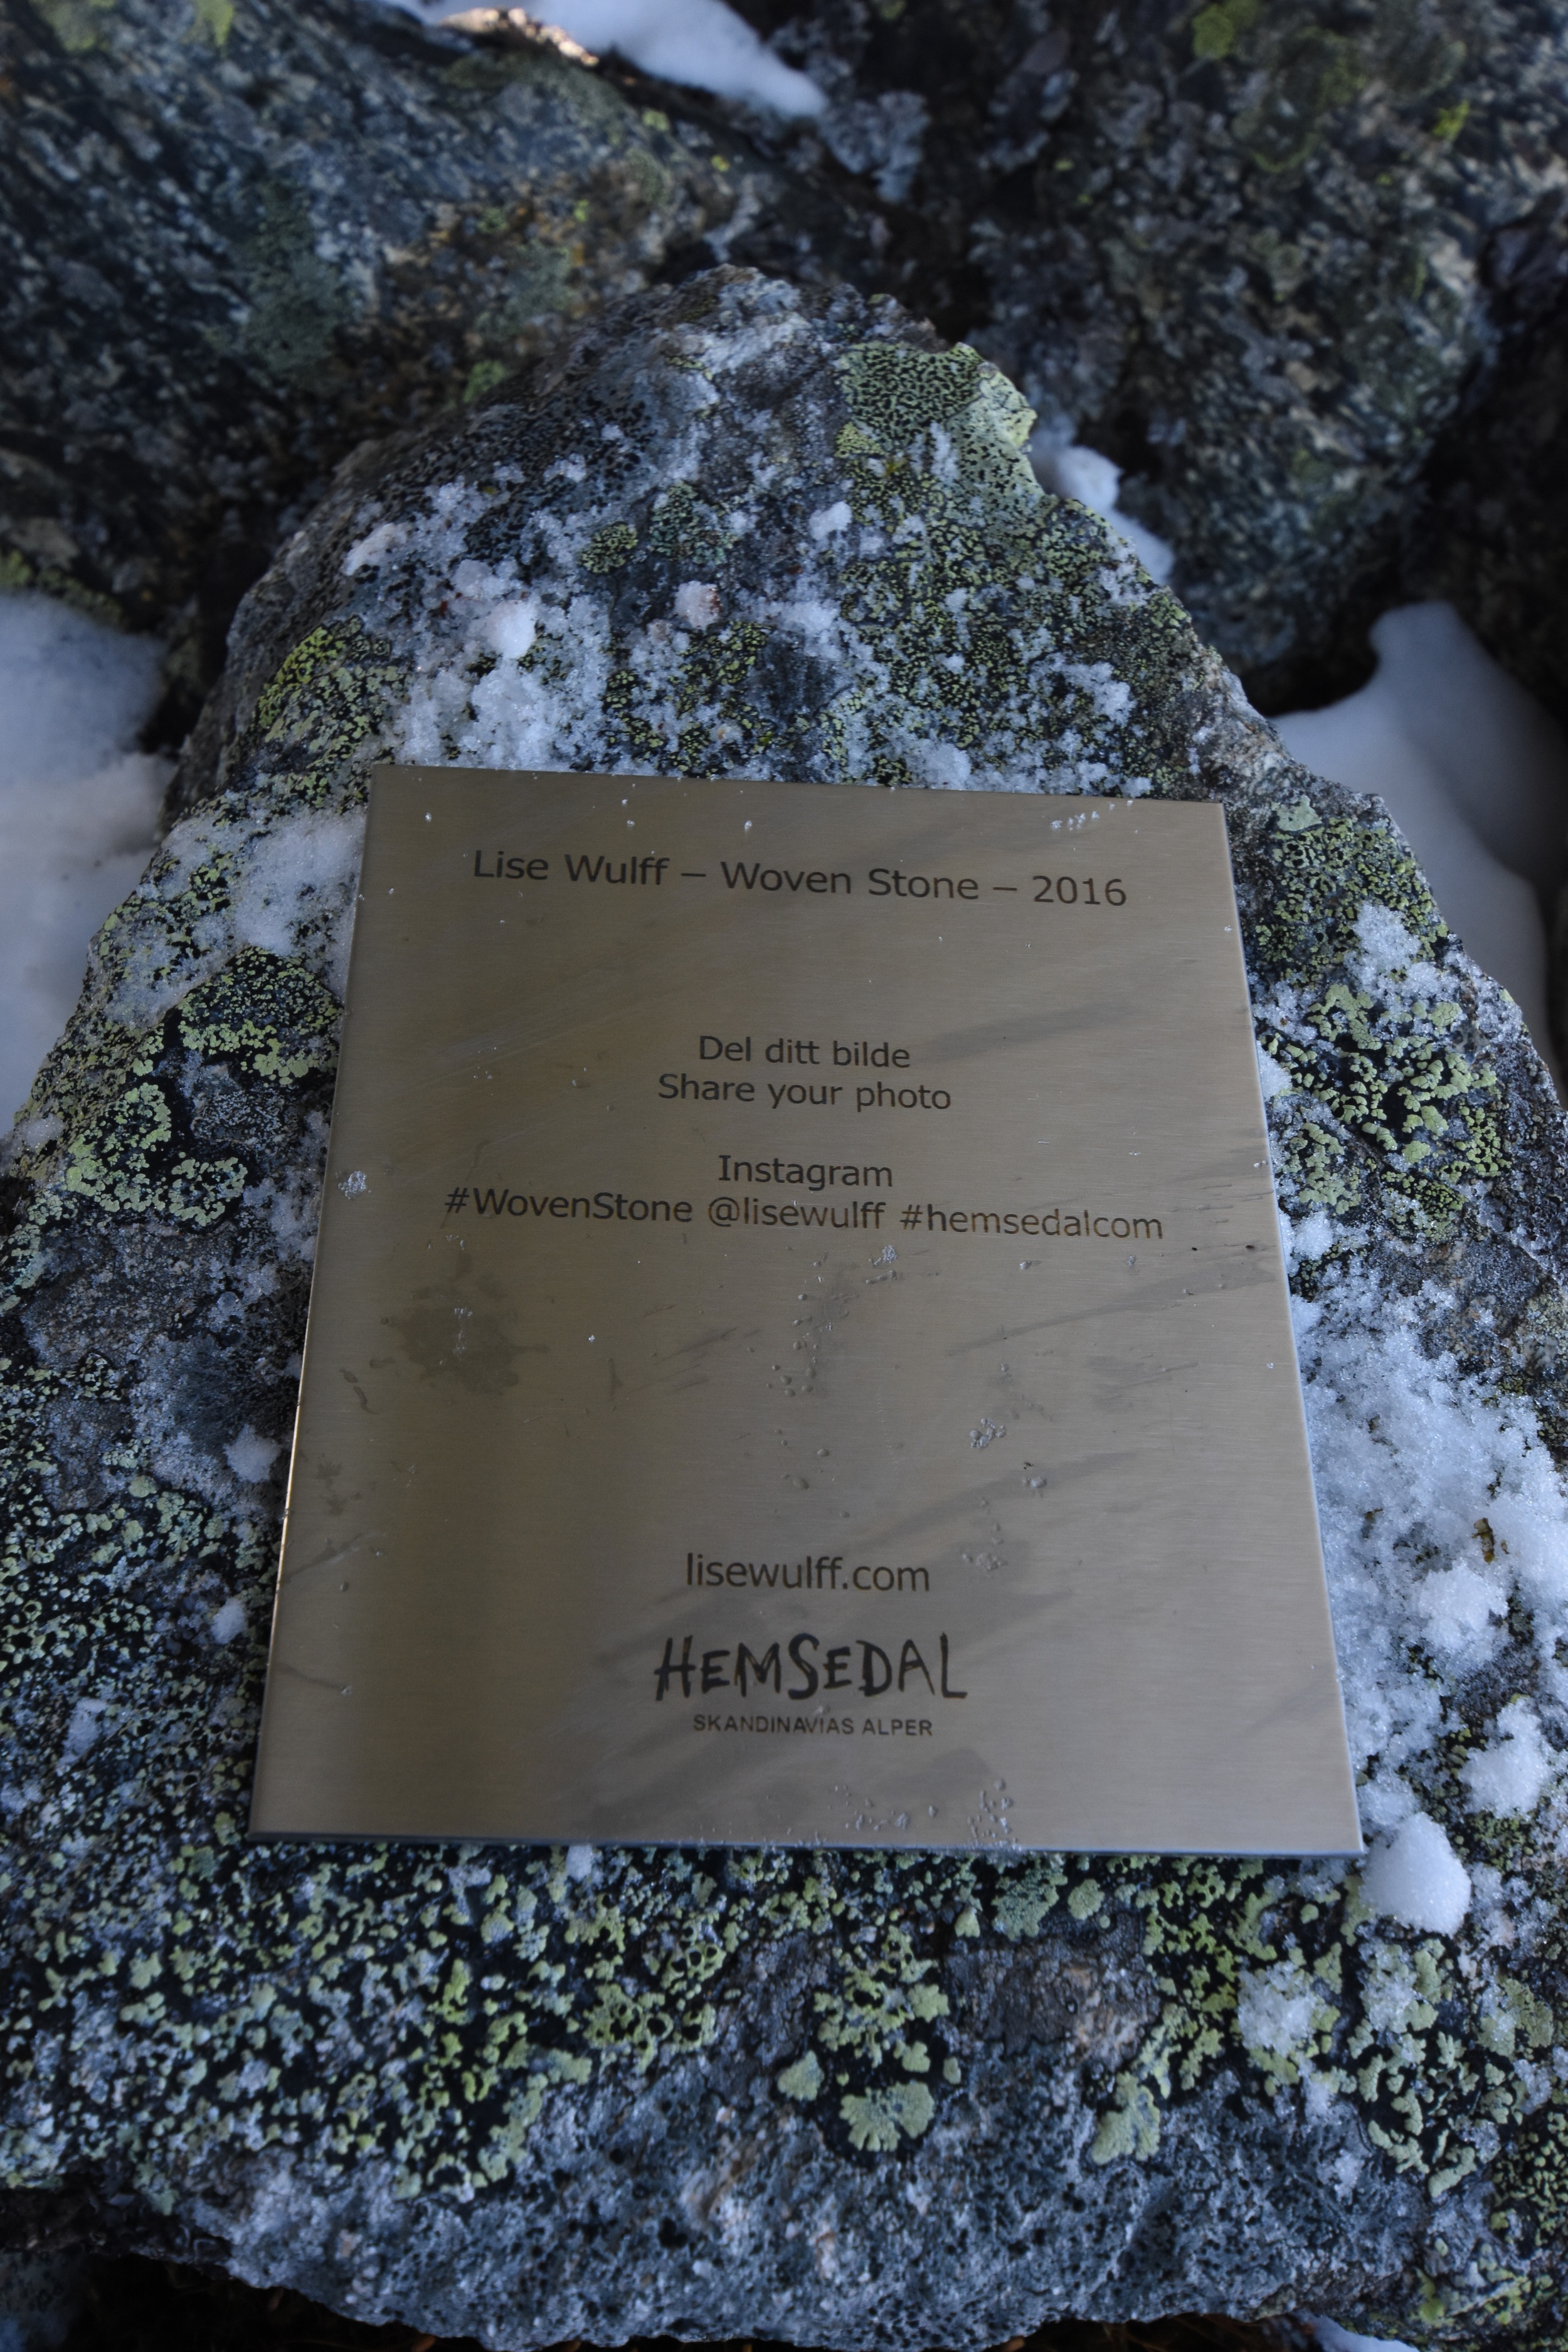 Lise Wulff – Woven Stone – 2016
Del ditt bilde
Share your photo
Instagram
#WovenStone @lisewulff #hemsedalcom
lisewulff.com
HEMSEDAL
SKANDINAVIAS ALPER